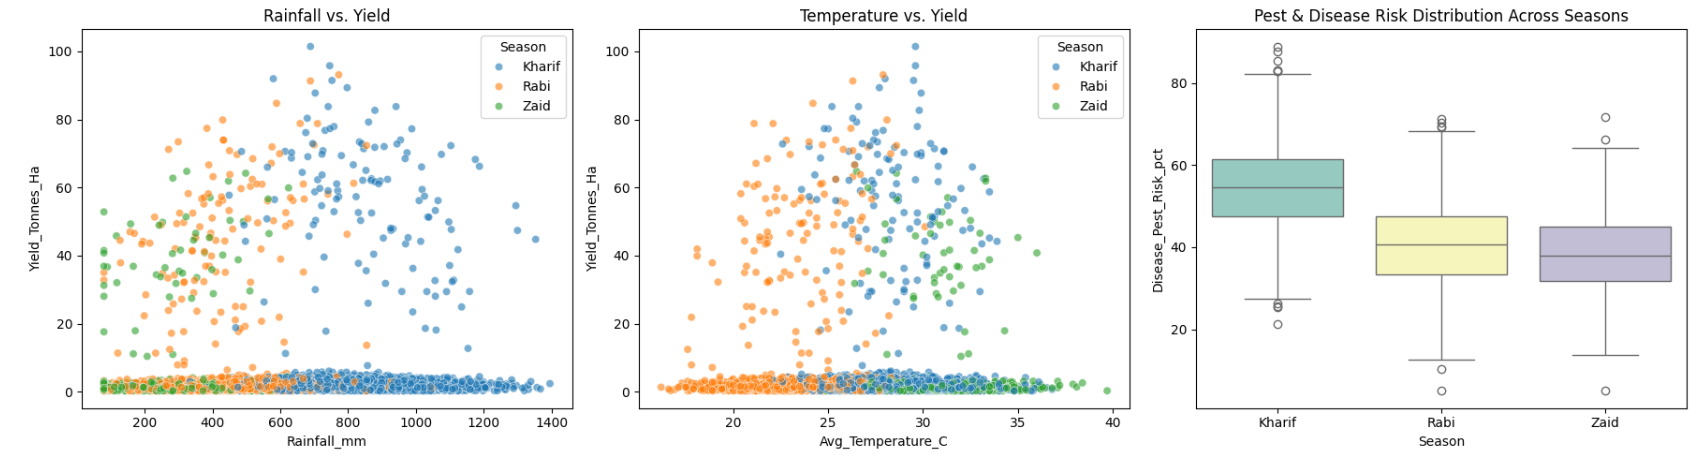 Rainfall vs. Yield
Yield_Tonnes_Ha
100
80
60
40
20
0
Season
Kharif
Rabi
Zaid
200 400 600 800 1000 1200 1400
Rainfall_mm
Temperature vs. Yield
Yield_Tonnes_Ha
100
80
60
40
20
0
Season
Kharif
Rabi
Zaid
20 25 30 35 40
Avg_Temperature_C
Pest & Disease Risk Distribution Across Seasons
Disease_Pest_Risk_pct
80
60
40
20
Kharif Rabi Zaid
Season